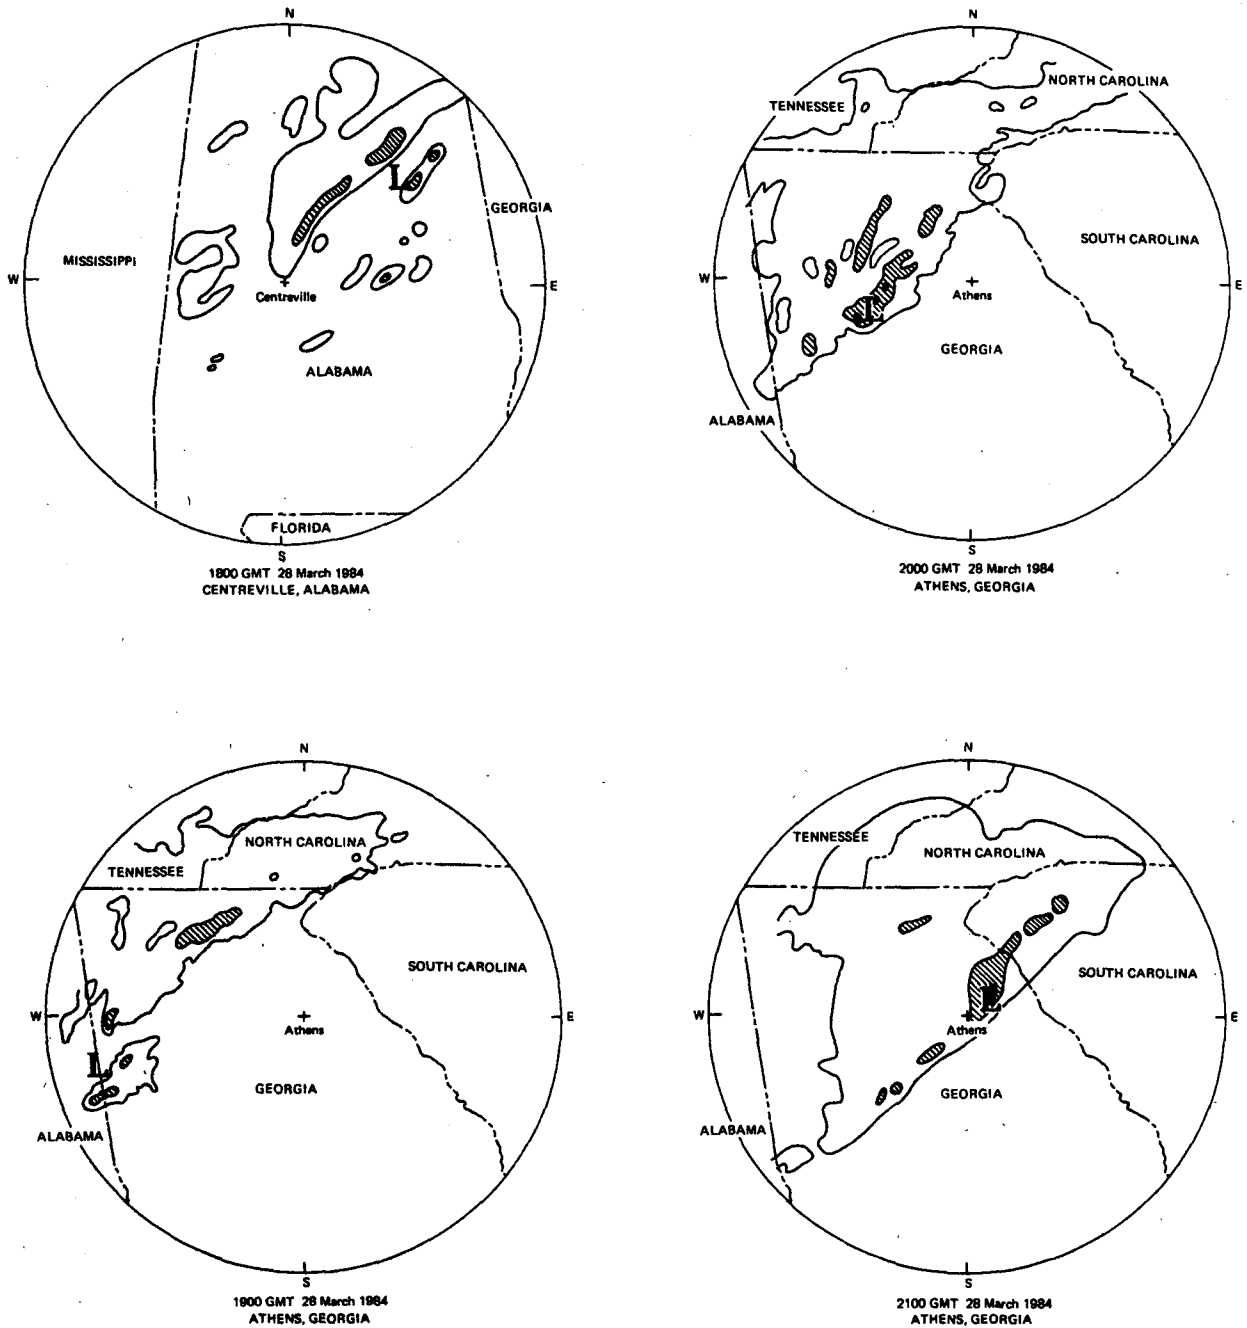 N
MISSISSIPPI
GEORGIA
L
W
E
Centreville
ALABAMA
FLORIDA
S
1800 GMT 28 March 1984
CENTREVILLE, ALABAMA
N
NORTH CAROLINA
TENNESSEE
SOUTH CAROLINA
W
E
Athens
L
GEORGIA
ALABAMA
S
2000 GMT 28 March 1984
ATHENS, GEORGIA
N
NORTH CAROLINA
TENNESSEE
SOUTH CAROLINA
W
E
Athens
L
GEORGIA
ALABAMA
S
1900 GMT 28 March 1984
ATHENS, GEORGIA
N
TENNESSEE
NORTH CAROLINA
SOUTH CAROLINA
L
W
E
Athens
GEORGIA
ALABAMA
S
2100 GMT 28 March 1984
ATHENS, GEORGIA